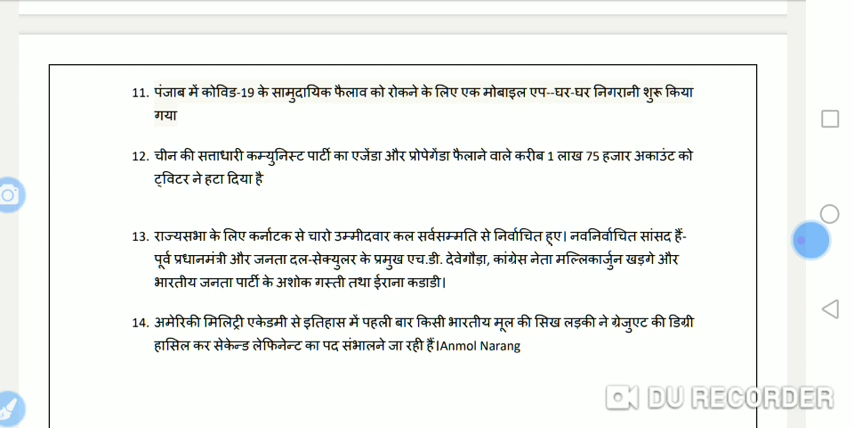 11. पंजाब में कोविड-19 के सामुदायिक फैलाव को रोकने के लिए एक मोबाइल एप--घर-घर निगरानी शुरू किया
गया
12. चीन की सत्ताधारी कम्युनिस्ट पार्टी का एजेंडा और प्रोपेगेंडा फैलाने वाले करीब 1 लाख 75 हजार अकाउंट को
ट्विटर ने हटा दिया है
13. राज्यसभा के लिए कर्नाटक से चारो उम्मीदवार कल सर्वसम्मति से निर्वाचित हुए। नवनिर्वाचित सांसद हैं-
पूर्व प्रधानमंत्री और जनता दल-सेक्युलर के प्रमुख एच.डी. देवेगौड़ा, कांग्रेस नेता मल्लिकार्जुन खड़गे और
भारतीय जनता पार्टी के अशोक गस्ती तथा ईराना कडाडी।
14. अमेरिकी मिलिट्री एकेडमी से इतिहास में पहली बार किसी भारतीय मूल की सिख लड़की ने ग्रेजुएट की डिग्री
हासिल कर सेकेन्ड लेफिनेन्ट का पद संभालने जा रही हैं।Anmol Narang
DU RECORDER